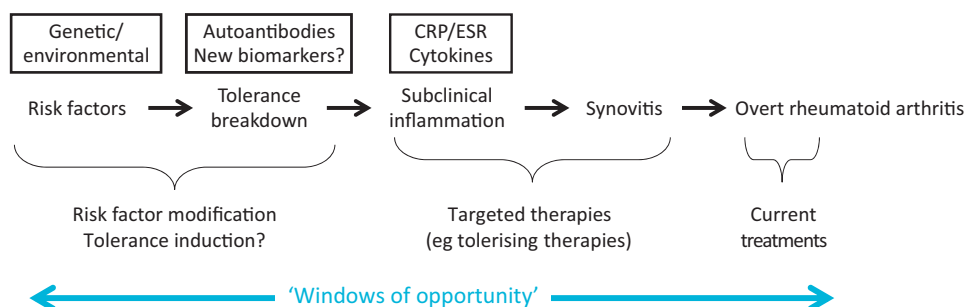 Genetic/
environmental
Autoantibodies
New biomarkers?
CRP/ESR
Cytokines
Risk factors
Tolerance
breakdown
Subclinical
inflammation
Synovitis
Overt rheumatoid arthritis
Risk factor modification
Tolerance induction?
Targeted therapies
(eg tolerising therapies)
Current
treatments
‘Windows of opportunity’